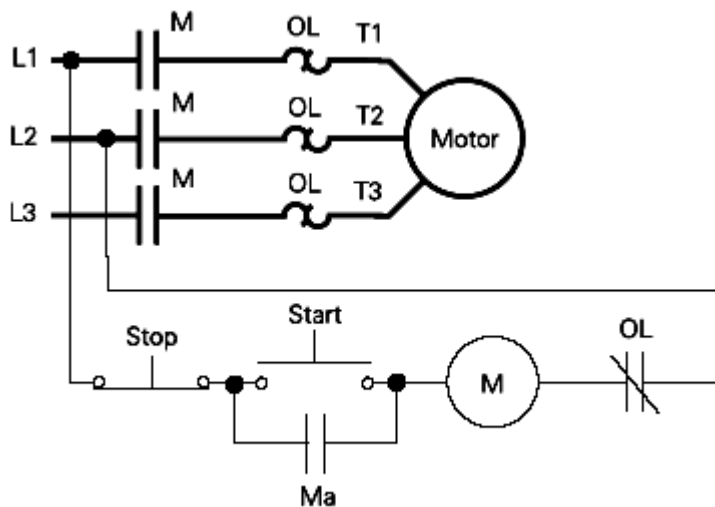 M OL T1
L1
M OL T2
L2 Motor
M OL T3
L3
Start
Stop OL
M
Ma